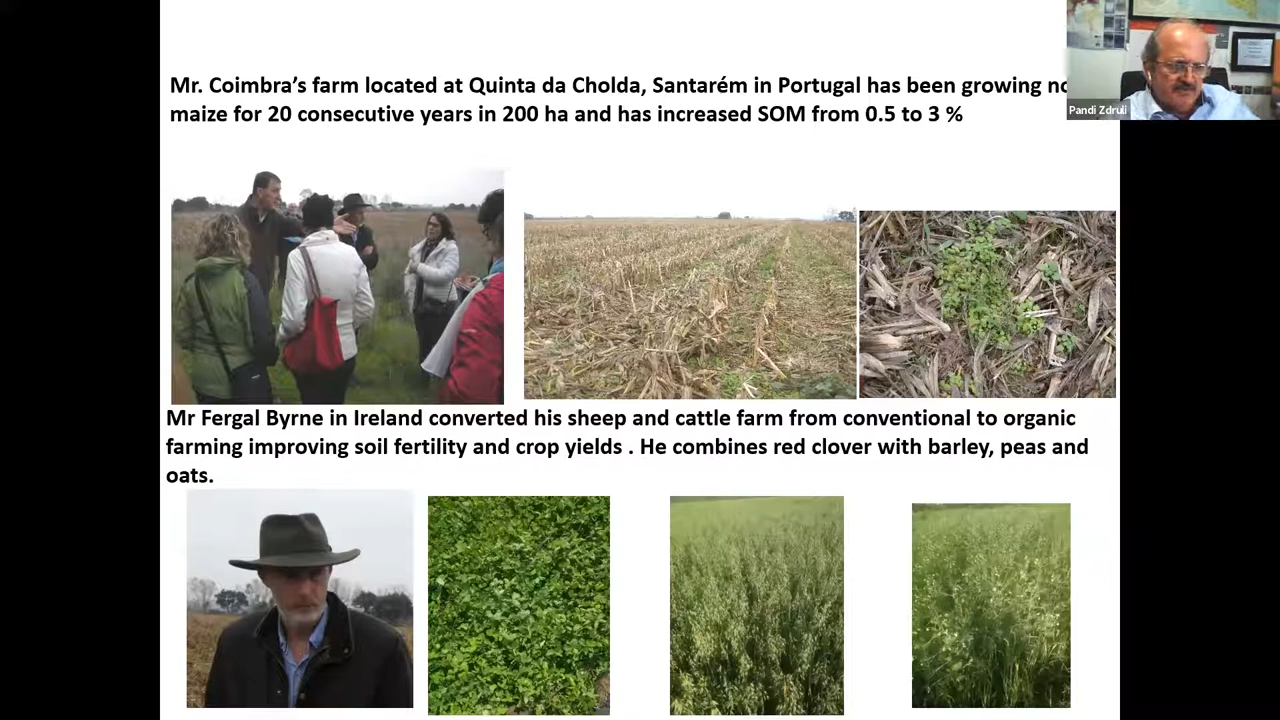 Mr. Coimbra’s farm located at Quinta da Cholda, Santarém in Portugal has been growing
maize for 20 consecutive years in 200 ha and has increased SOM from 0.5 to 3 %
Pandi Zdruli
Mr Fergal Byrne in Ireland converted his sheep and cattle farm from conventional to organic
farming improving soil fertility and crop yields . He combines red clover with barley, peas and
oats.